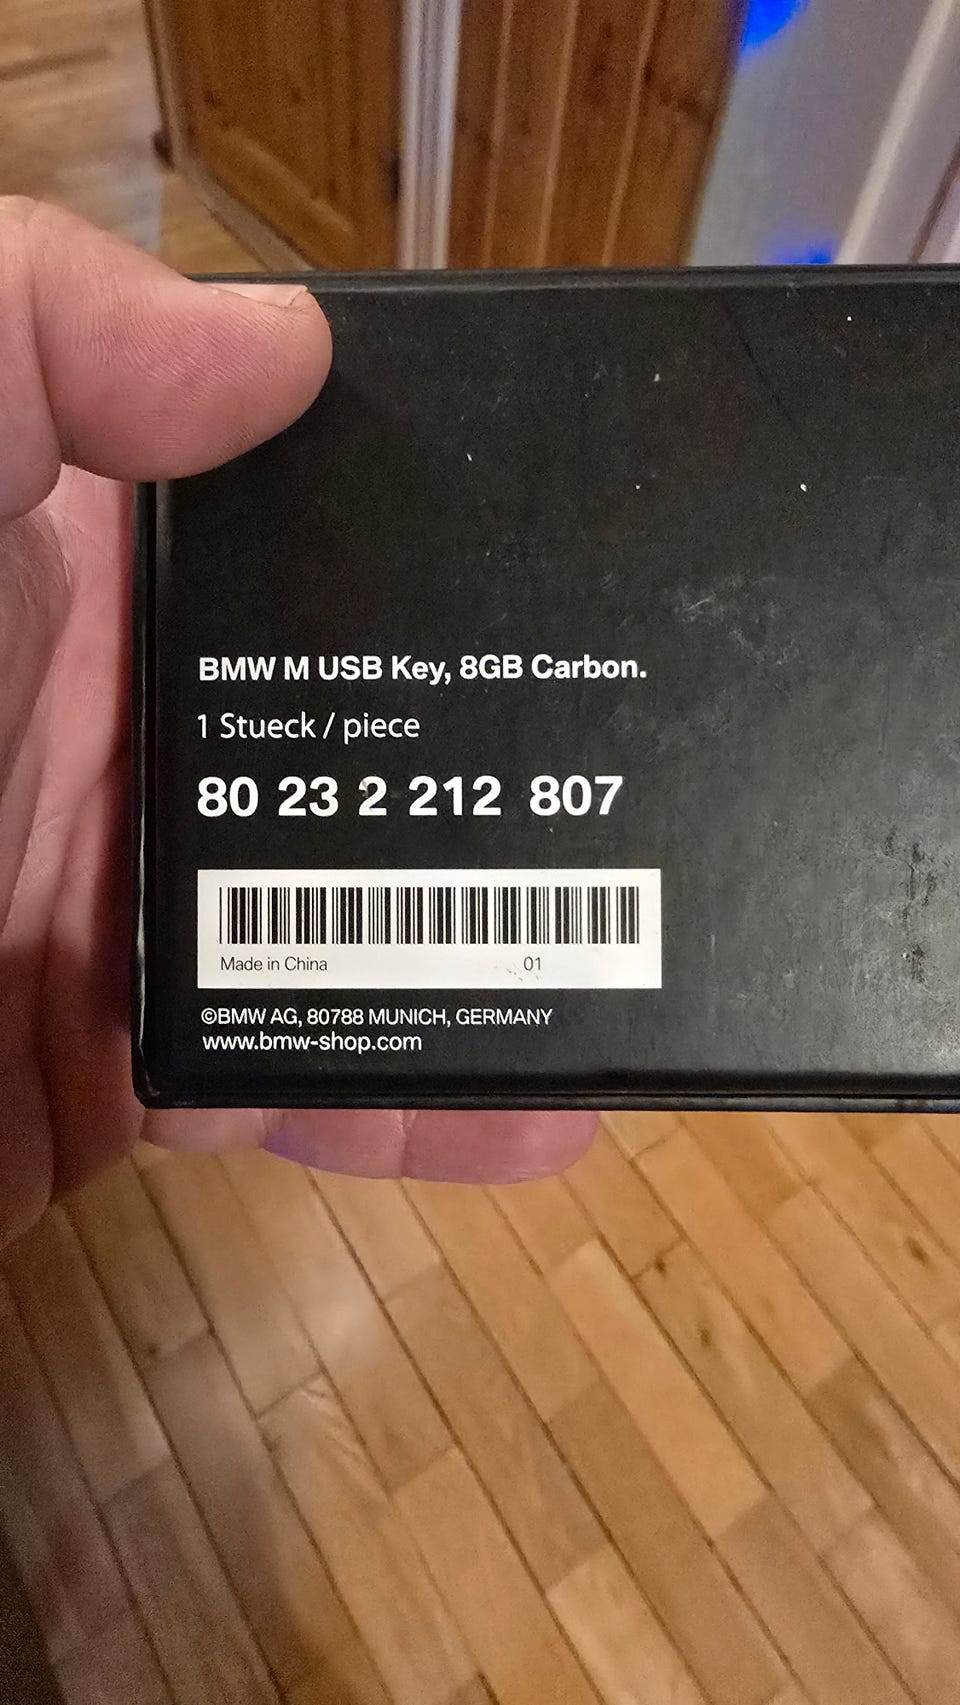 BMW M USB Key, 8GB Carbon.
1 Stueck / piece
80 23 2 212 807
Made in China 01
©BMW AG, 80788 MUNICH, GERMANY
www.bmw-shop.com